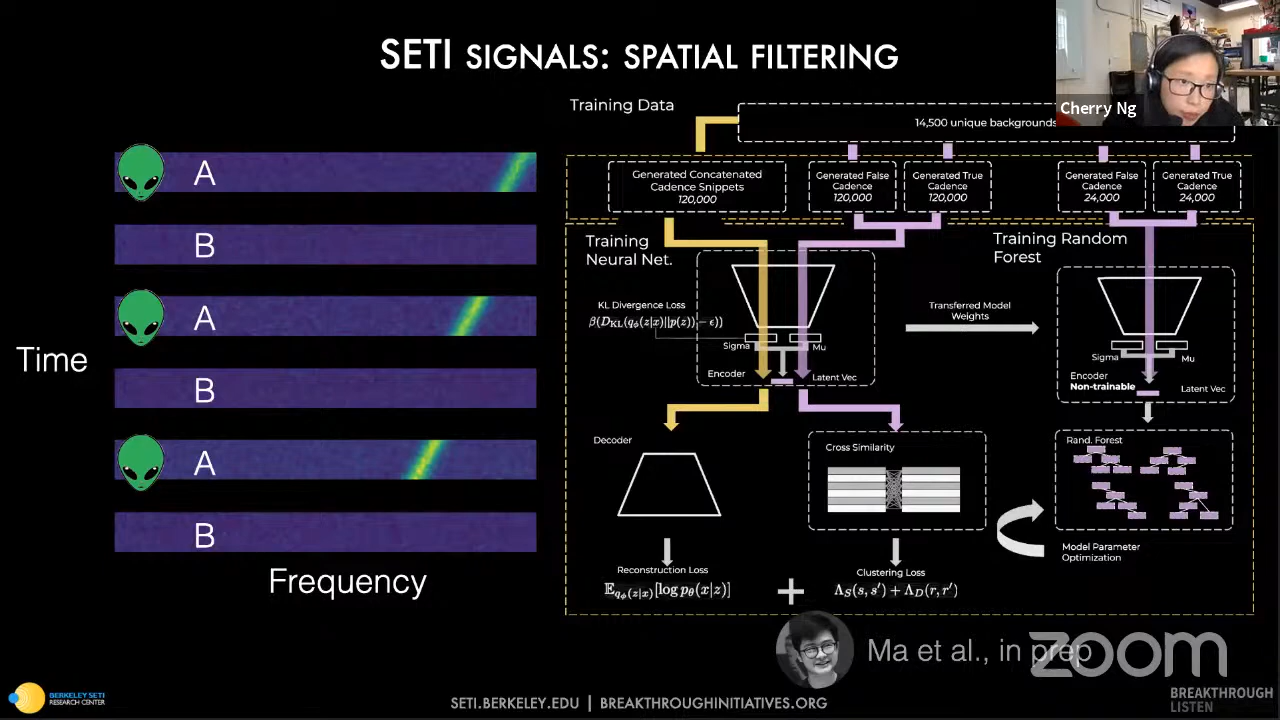 SETI SIGNALS: SPATIAL FILTERING
Cherry Ng
A
B
A
B
A
B
Time
Frequency
Training Data
14,500 unique backgrounds
Generated Concatenated
Cadence Snippets
120,000
Generated False
Cadence
120,000
Generated True
Cadence
120,000
Generated False
Cadence
24,000
Generated True
Cadence
24,000
Training
Neural Net.
KL Divergence Loss
β(D_KL(q_ϕ(z|x)||p(z)) − ϵ))
Sigma
Mu
Encoder
Latent Vec
Transferred Model
Weights
Training Random
Forest
Sigma
Mu
Encoder
Non-trainable
Latent Vec
Decoder
Cross Similarity
Rand. Forest
Model Parameter
Optimization
Reconstruction Loss
𝔼_{q_ϕ(z|x)}[log p_θ(x|z)]
+
Clustering Loss
Λ_S(s, s′) + Λ_D(r, r′)
Ma et al., in prep
zoom
BERKELEY SETI
RESEARCH CENTER
SETI.BERKELEY.EDU | BREAKTHROUGHINITIATIVES.ORG
BREAKTHROUGH
LISTEN